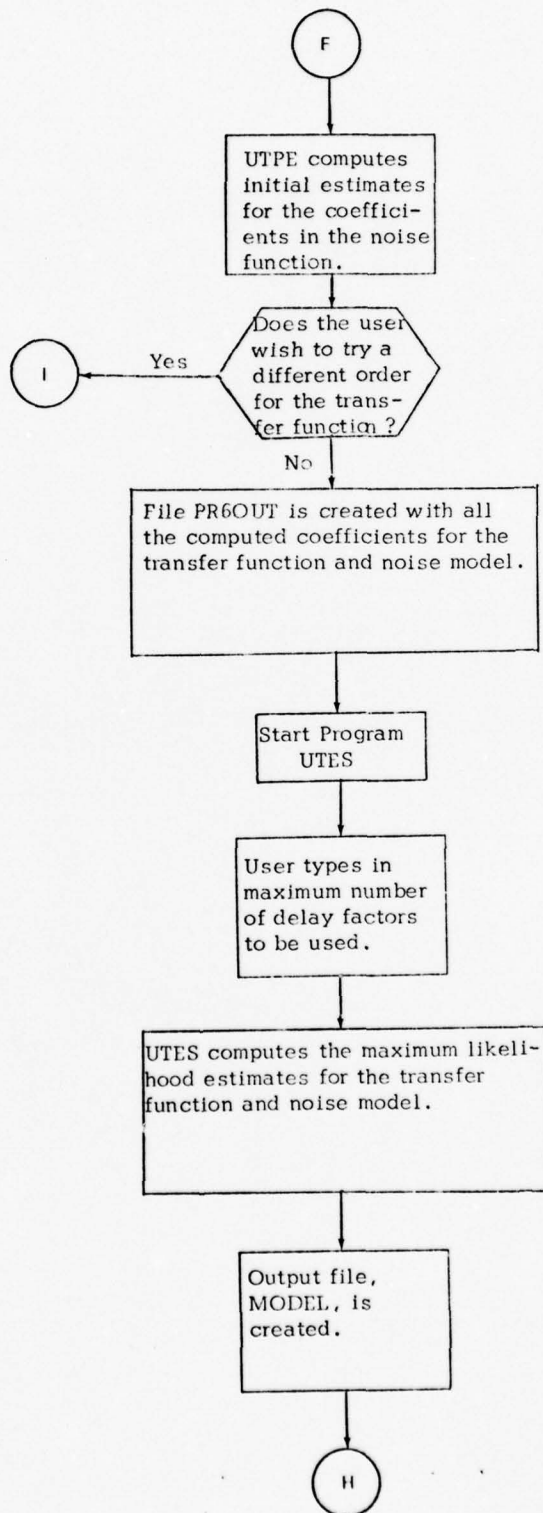 F
UTPE computes
initial estimates
for the coeffici-
ents in the noise
function.
Does the user
wish to try a
different order
for the trans-
fer function ?
Yes
I
No
File PR6OUT is created with all
the computed coefficients for the
transfer function and noise model.
Start Program
UTES
User types in
maximum number
of delay factors
to be used.
UTES computes the maximum likeli-
hood estimates for the transfer
function and noise model.
Output file,
MODEL, is
created.
H